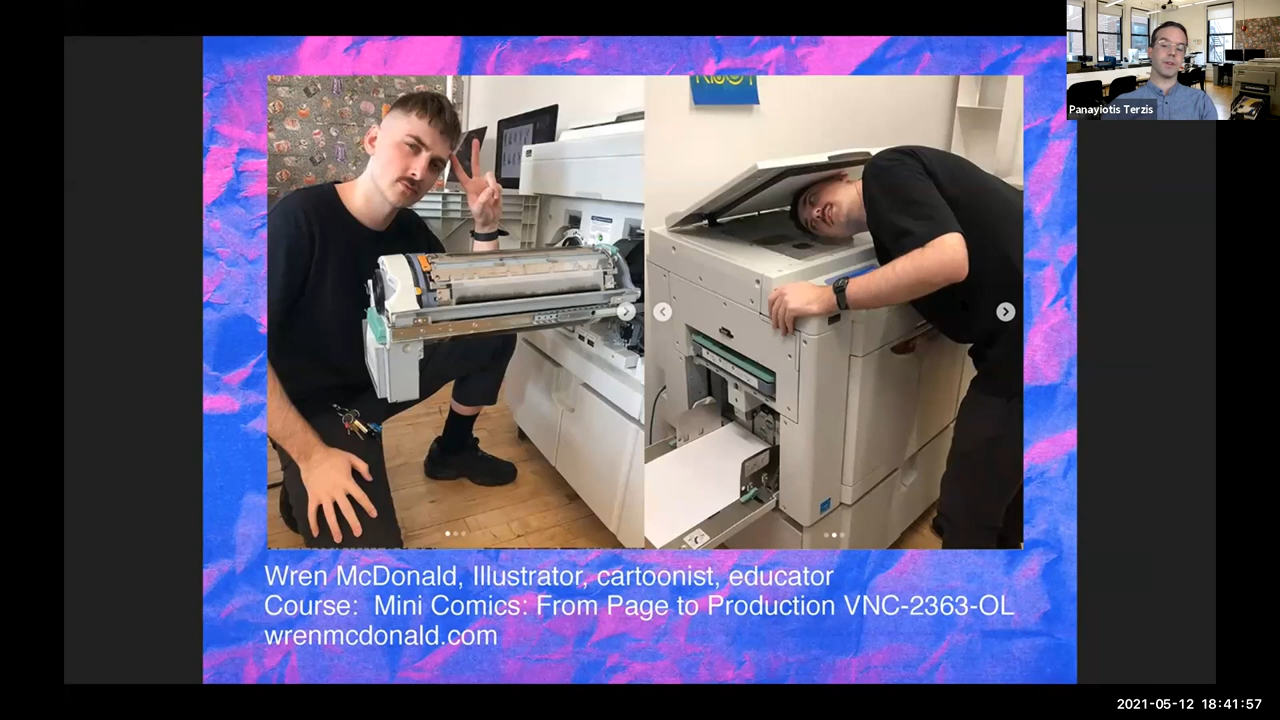 Panayiotis Terzis
Wren McDonald, Illustrator, cartoonist, educator
Course:  Mini Comics: From Page to Production VNC-2363-OL
wrenmcdonald.com
2021-05-12 18:41:57